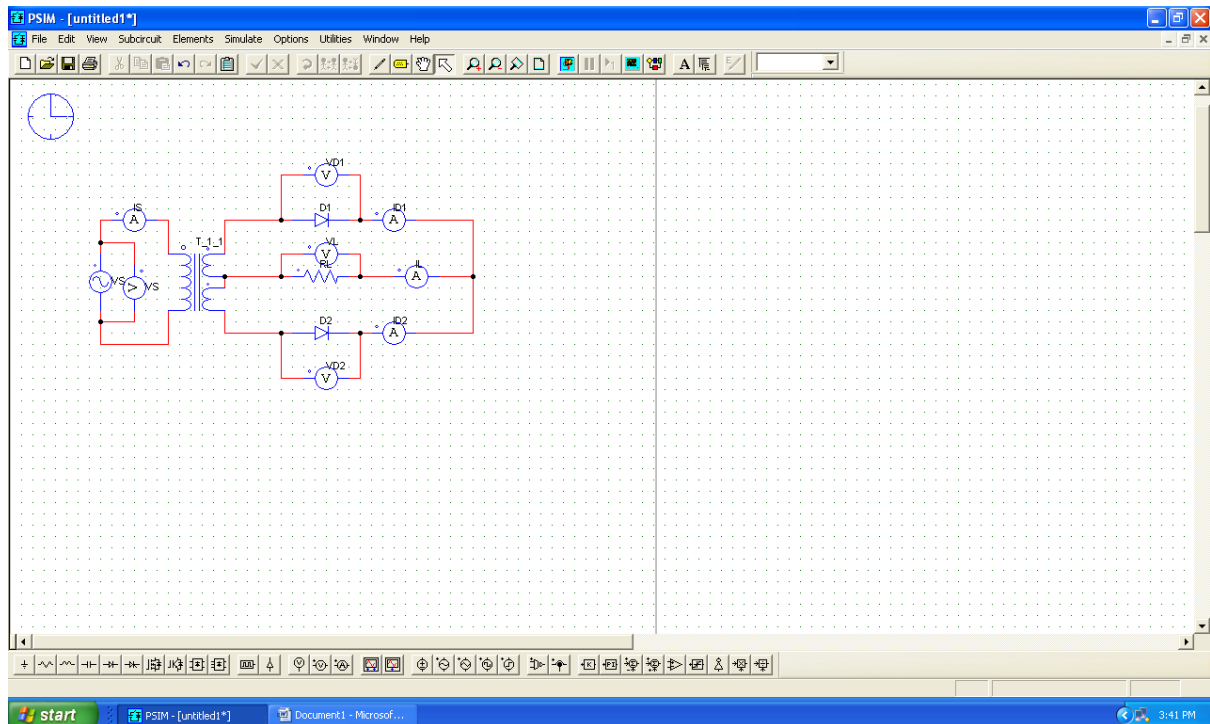 PSIM - [untitled1*]
File Edit View Subcircuit Elements Simulate Options Utilities Window Help
A
VD1
V
IS
A
D1
ID1
A
T_1_1
VL
V
RL
IL
A
VS
V
VS
D2
ID2
A
VD2
V
K
PI
start
PSIM - [untitled1*]
Document1 - Microsof...
3:41 PM